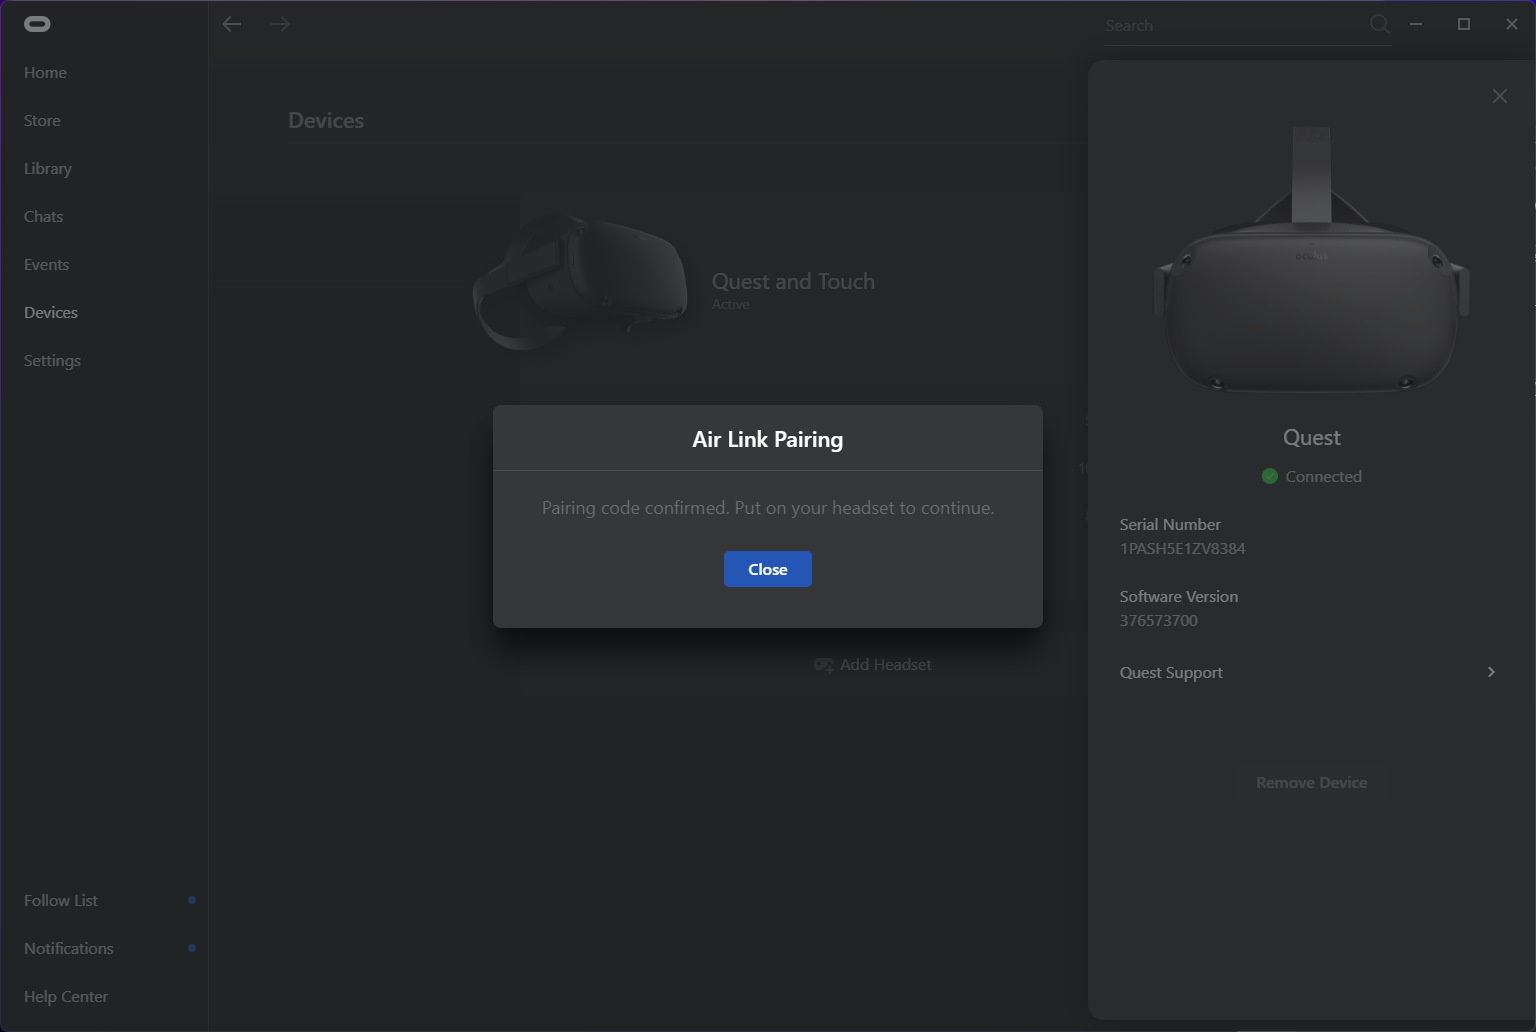 Search
Home
Store
Library
Chats
Events
Devices
Settings
Follow List
Notifications
Help Center
Devices
Quest and Touch
Active
Add Headset
Air Link Pairing
Pairing code confirmed. Put on your headset to continue.
Close
oculus
Quest
Connected
Serial Number
1PASH5E1ZV8384
Software Version
376573700
Quest Support
Remove Device